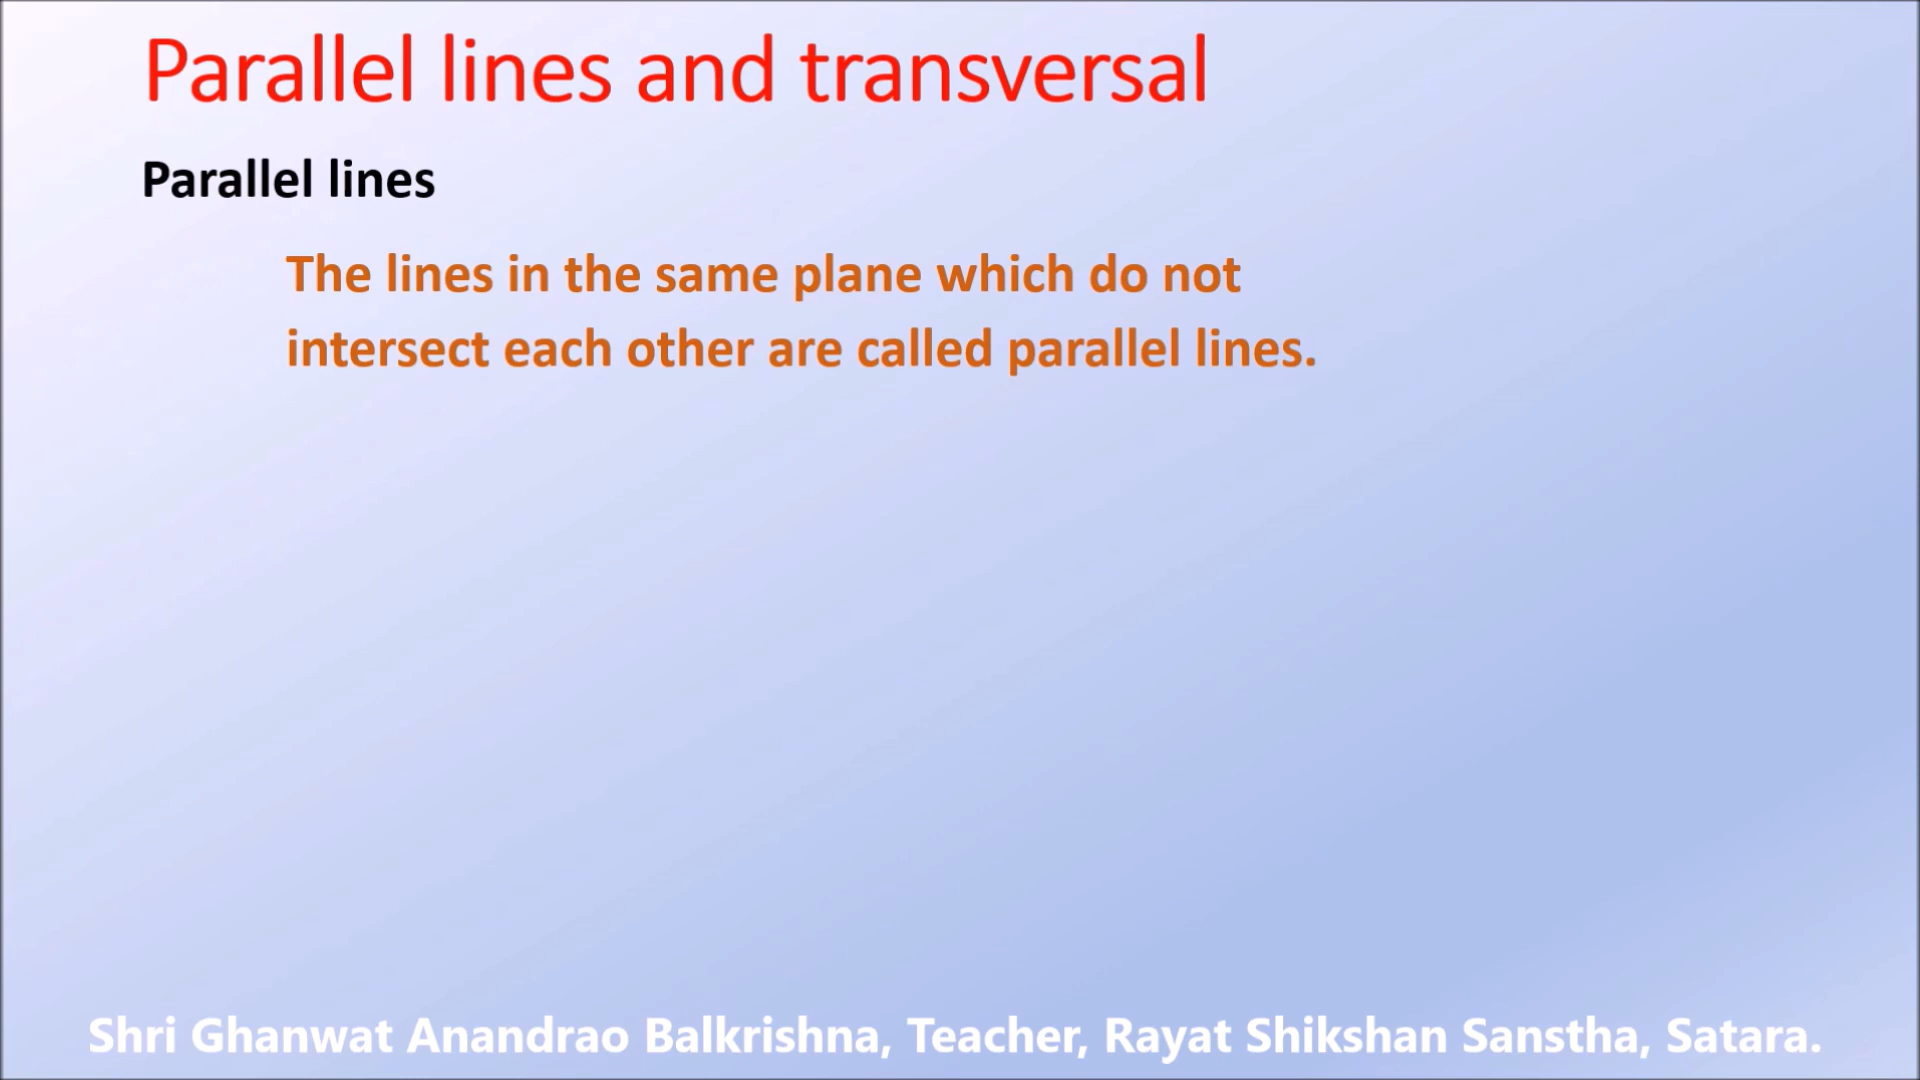 Parallel lines and transversal
Parallel lines
The lines in the same plane which do not
intersect each other are called parallel lines.
Shri Ghanwat Anandrao Balkrishna, Teacher, Rayat Shikshan Sanstha, Satara.